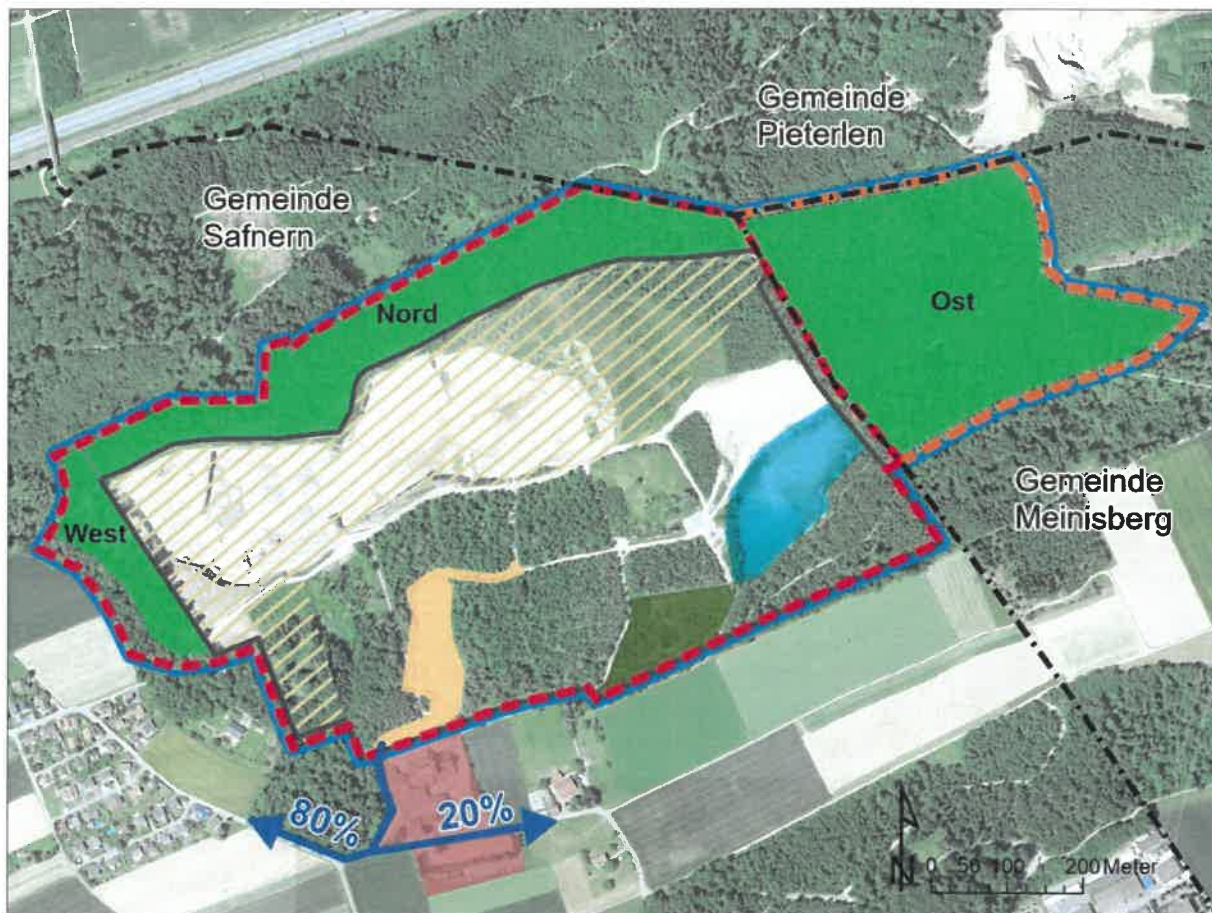 Gemeinde
Pieterlen
Gemeinde
Safnern
Nord
Ost
West
Gemeinde
Meinisberg
80%
20%
N
0 50 100 200 Meter